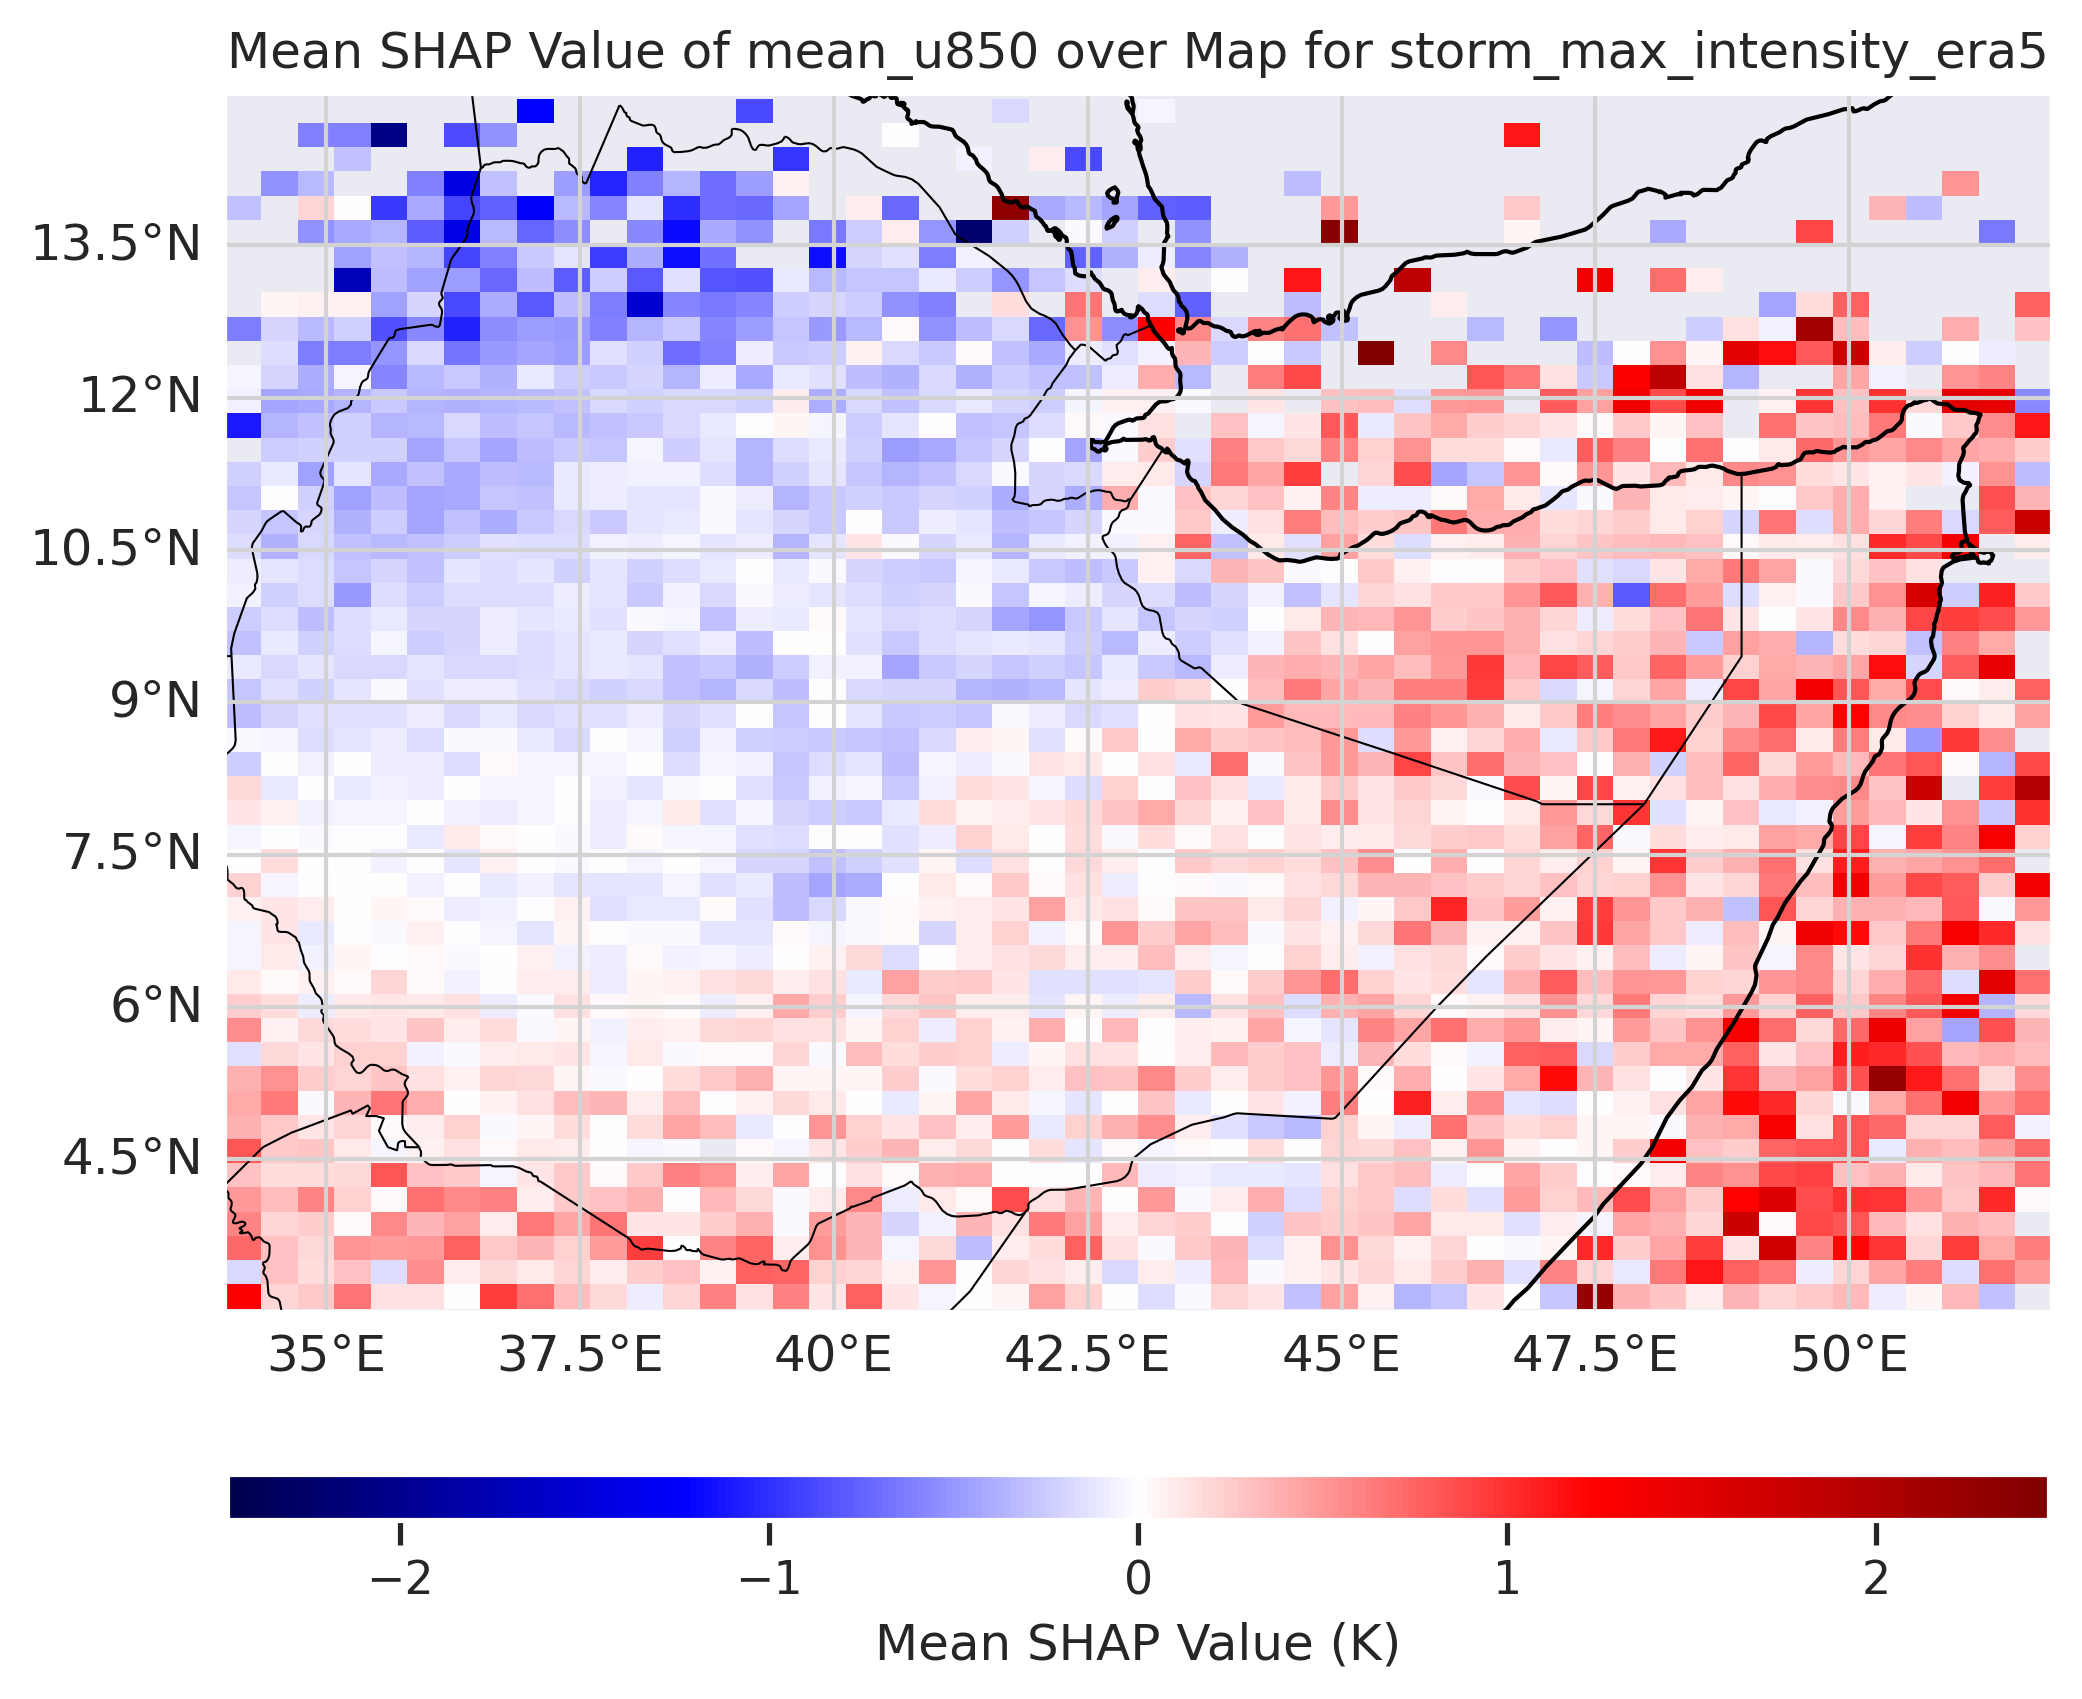 Mean SHAP Value of mean_u850 over Map for storm_max_intensity_era5
13.5°N
12°N
10.5°N
9°N
7.5°N
6°N
4.5°N
35°E 37.5°E 40°E 42.5°E 45°E 47.5°E 50°E
−2 −1 0 1 2
Mean SHAP Value (K)